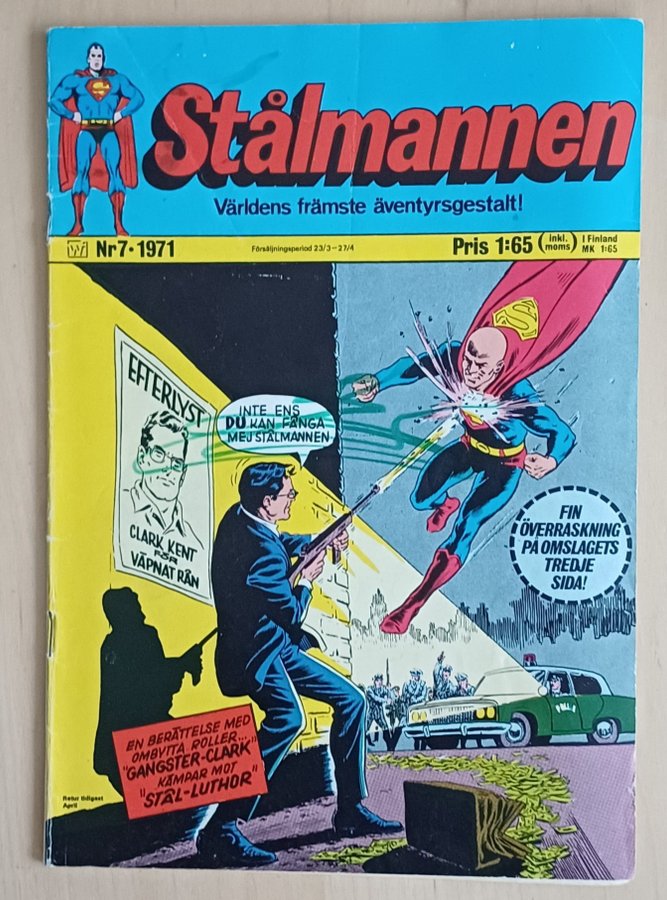 Stålmannen
Världens främste äventyrsgestalt!
Nr 7 • 1971
Försäljningsperiod 23/3–27/4
Pris 1:65 (inkl. moms) I Finland MK 1:65
EFTERLYST
CLARK KENT
FÖR
VÄPNAT RÅN
INTE ENS
DU KAN FÅNGA
MEJ STÅLMANNEN
FIN
ÖVERRASKNING
PÅ OMSLAGETS
TREDJE
SIDA!
EN BERÄTTELSE MED
OMBYTTA ROLLER...
"GANGSTER-CLARK"
KÄMPAR MOT
"STÅL-LUTHOR"
Retur tidigast
April